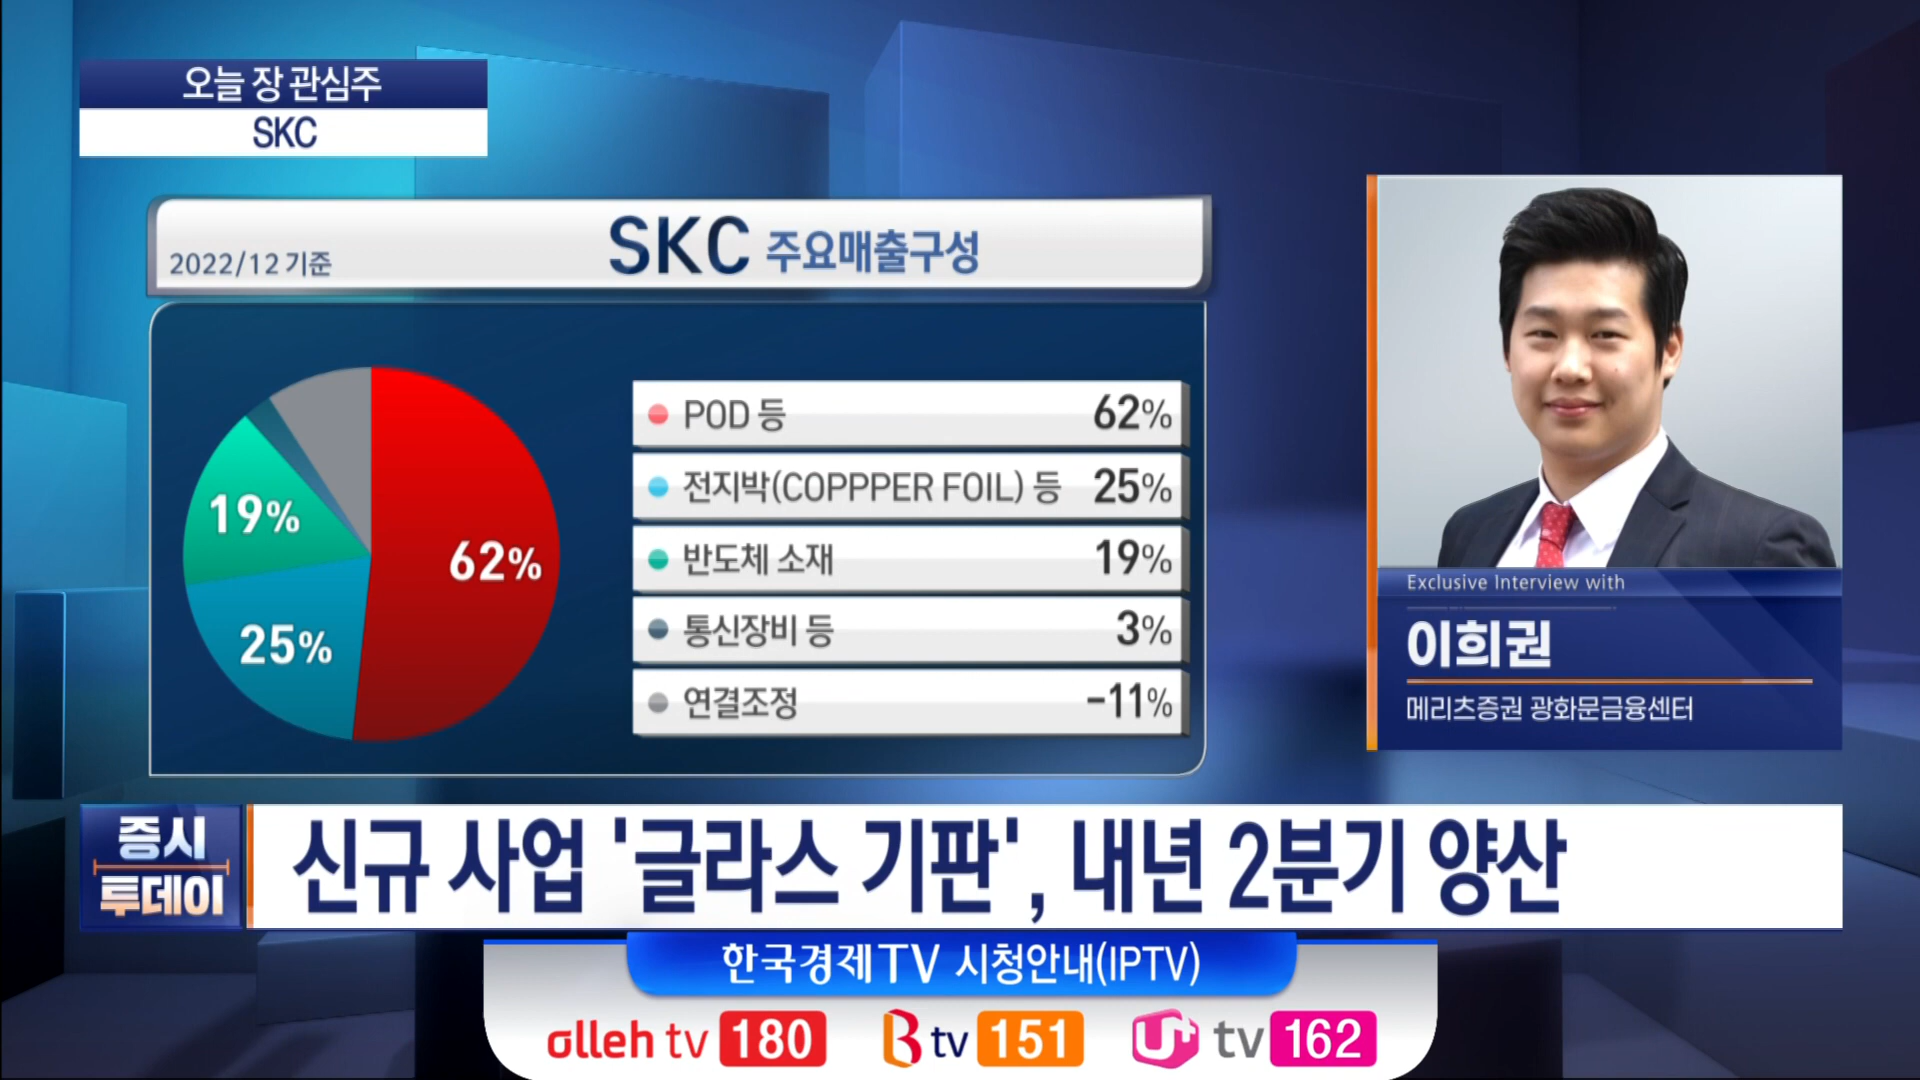 오늘 장 관심주
SKC
2022/12 기준
SKC 주요매출구성
62%
25%
19%
POD 등 62%
전지박(COPPPER FOIL) 등 25%
반도체 소재 19%
통신장비 등 3%
연결조정 -11%
Exclusive Interview with
이희권
메리츠증권 광화문금융센터
증시
투데이
신규 사업 '글라스 기판', 내년 2분기 양산
한국경제TV 시청안내(IPTV)
olleh tv 180 B tv 151 U+ tv 162